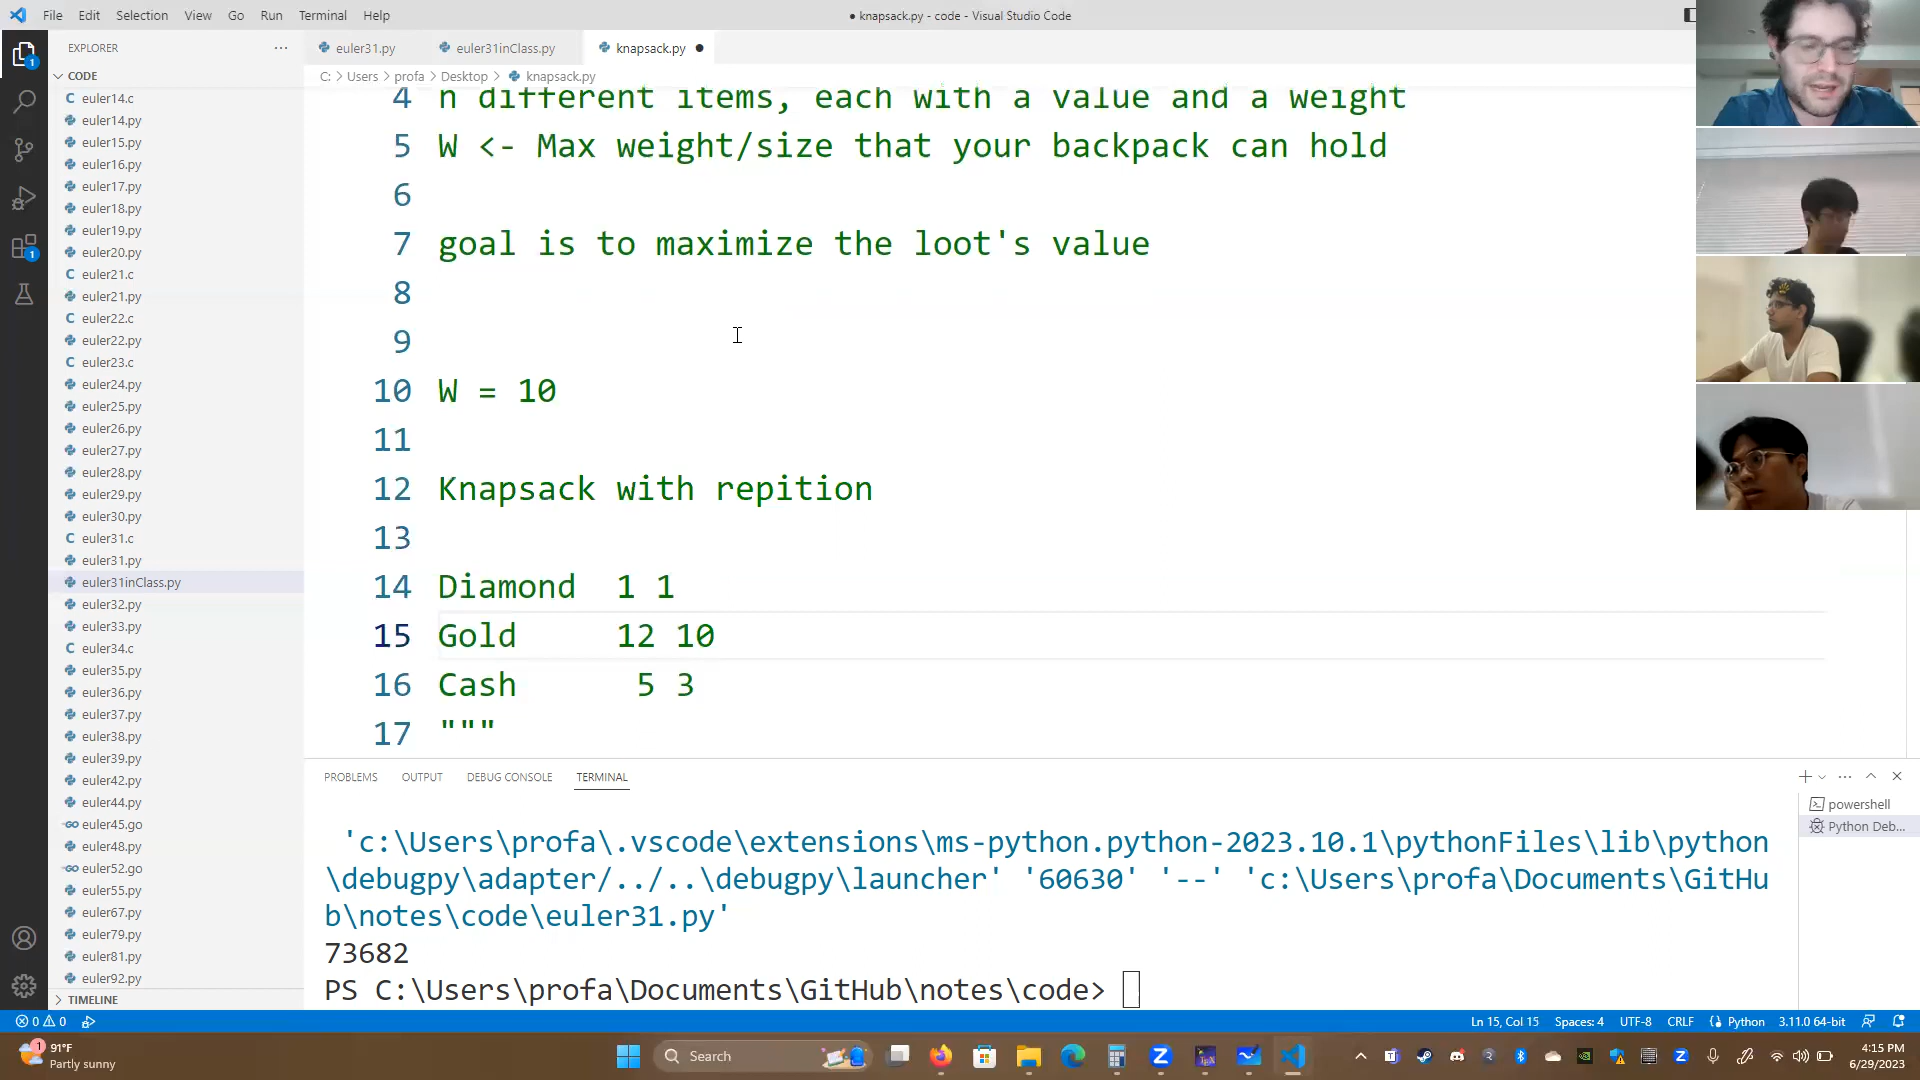 File Edit Selection View Go Run Terminal Help
● knapsack.py - code - Visual Studio Code
EXPLORER
euler31.py
euler31inClass.py
knapsack.py
CODE
C: > Users > profa > Desktop > knapsack.py
euler14.c
euler14.py
euler15.py
euler16.py
euler17.py
euler18.py
euler19.py
euler20.py
euler21.c
euler21.py
euler22.c
euler22.py
euler23.c
euler24.py
euler25.py
euler26.py
euler27.py
euler28.py
euler29.py
euler30.py
euler31.c
euler31.py
euler31inClass.py
euler32.py
euler33.py
euler34.c
euler35.py
euler36.py
euler37.py
euler38.py
euler39.py
euler42.py
euler44.py
euler45.go
euler48.py
euler52.go
euler55.py
euler67.py
euler79.py
euler81.py
euler92.py
TIMELINE
4 n different items, each with a value and a weight
5 W <- Max weight/size that your backpack can hold
6
7 goal is to maximize the loot's value
8
9
10 W = 10
11
12 Knapsack with repition
13
14 Diamond 1 1
15 Gold 12 10
16 Cash 5 3
17 """
PROBLEMS OUTPUT DEBUG CONSOLE TERMINAL
powershell
Python Deb...
'c:\Users\profa\.vscode\extensions\ms-python.python-2023.10.1\pythonFiles\lib\python
\debugpy\adapter/../..\debugpy\launcher' '60630' '--' 'c:\Users\profa\Documents\GitHu
b\notes\code\euler31.py'
73682
PS C:\Users\profa\Documents\GitHub\notes\code>
0 0
Ln 15, Col 15 Spaces: 4 UTF-8 CRLF Python 3.11.0 64-bit
91°F
Partly sunny
Search
4:15 PM
6/29/2023